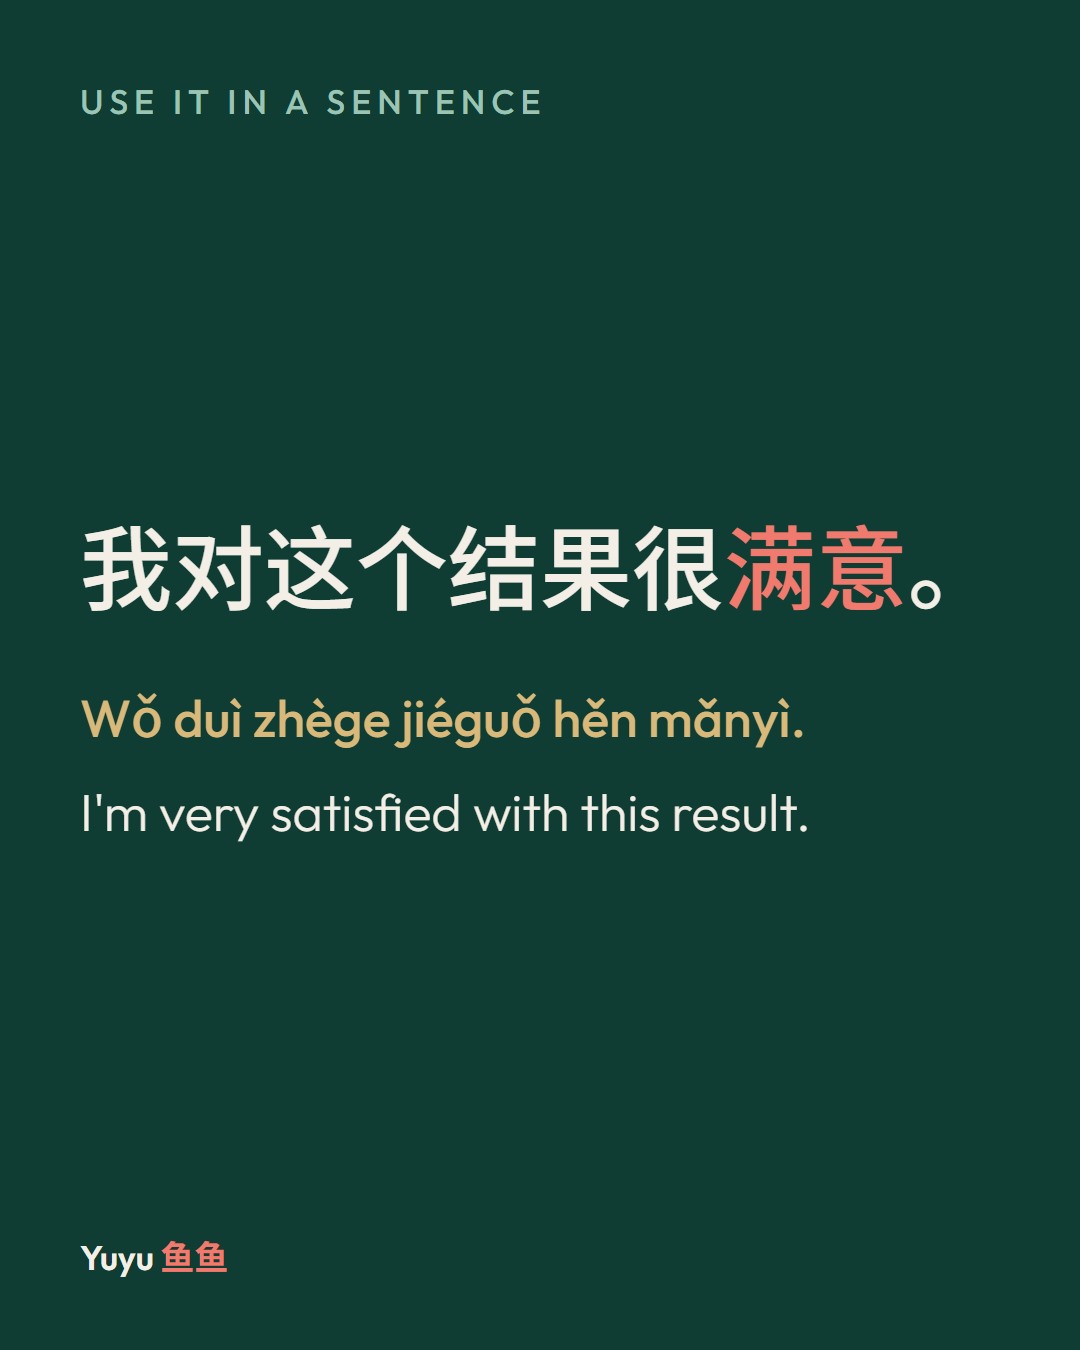 USE IT IN A SENTENCE
我对这个结果很满意。
Wǒ duì zhège jiéguǒ hěn mǎnyì.
I'm very satisfied with this result.
Yuyu 鱼鱼